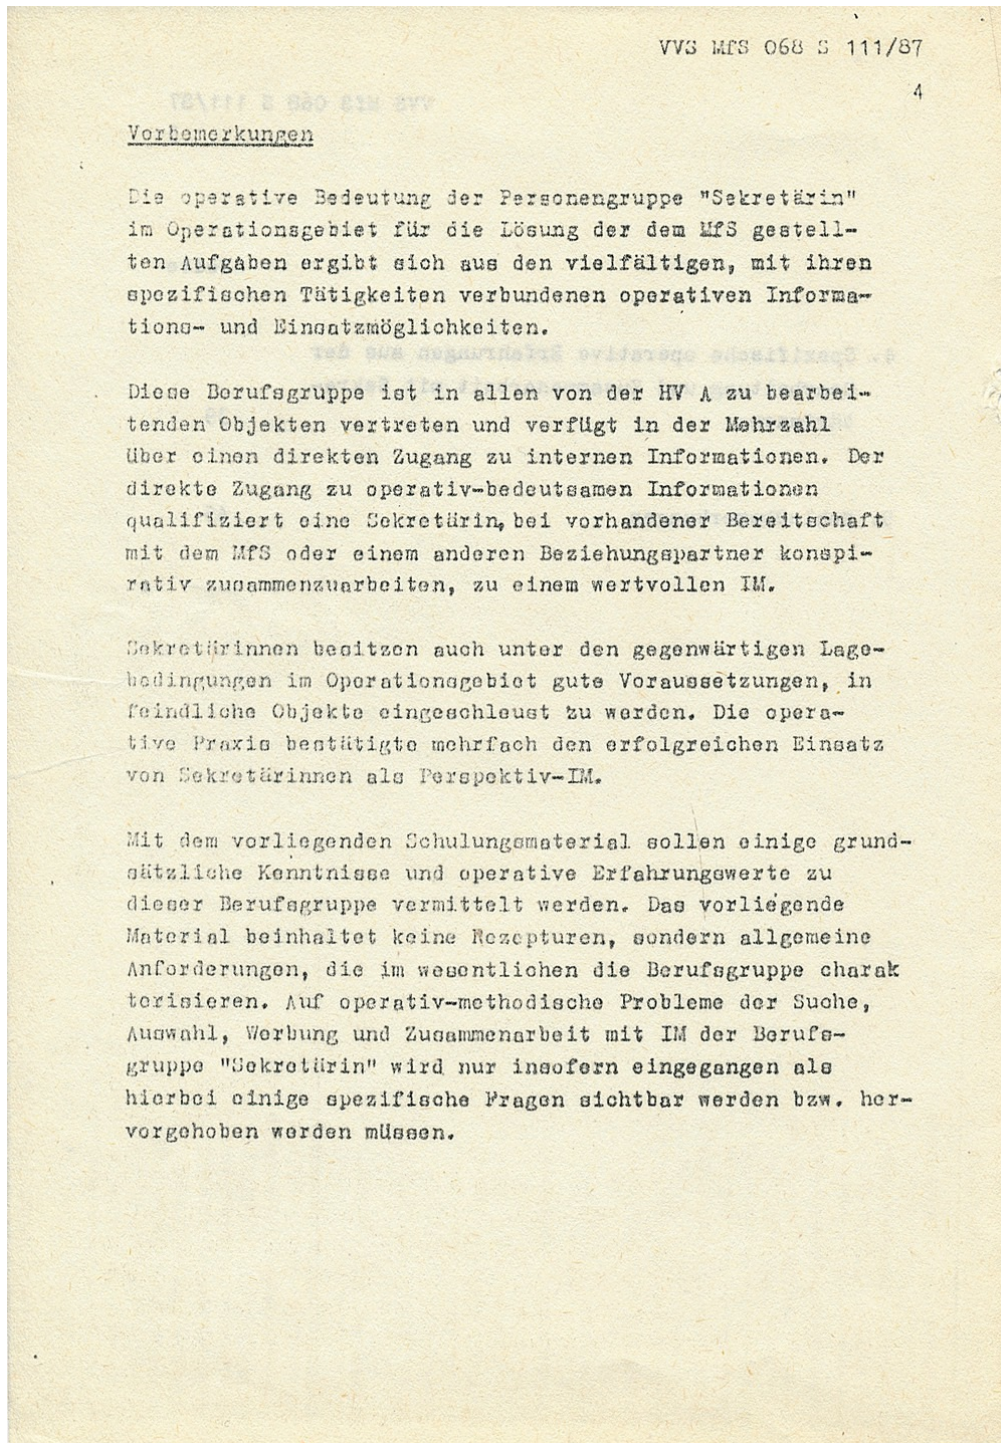 VVS MfS 068 S 111/87
4
Vorbemerkungen
Die operative Bedeutung der Personengruppe "Sekretärin"
im Operationsgebiet für die Lösung der dem MfS gestell-
ten Aufgaben ergibt sich aus den vielfältigen, mit ihren
spezifischen Tätigkeiten verbundenen operativen Informa-
tions- und Einsatzmöglichkeiten.
Diese Berufsgruppe ist in allen von der HV A zu bearbei-
tenden Objekten vertreten und verfügt in der Mehrzahl
über einen direkten Zugang zu internen Informationen. Der
direkte Zugang zu operativ-bedeutsamen Informationen
qualifiziert eine Sekretärin, bei vorhandener Bereitschaft
mit dem MfS oder einem anderen Beziehungspartner konspi-
rativ zusammenzuarbeiten, zu einem wertvollen IM.
Sekretärinnen besitzen auch unter den gegenwärtigen Lage-
bedingungen im Operationsgebiet gute Voraussetzungen, in
feindliche Objekte eingeschleust zu werden. Die opera-
tive Praxis bestätigte mehrfach den erfolgreichen Einsatz
von Sekretärinnen als Perspektiv-IM.
Mit dem vorliegenden Schulungsmaterial sollen einige grund-
sätzliche Kenntnisse und operative Erfahrungswerte zu
dieser Berufsgruppe vermittelt werden. Das vorliegende
Material beinhaltet keine Rezepturen, sondern allgemeine
Anforderungen, die im wesentlichen die Berufsgruppe charak
terisieren. Auf operativ-methodische Probleme der Suche,
Auswahl, Werbung und Zusammenarbeit mit IM der Berufs-
gruppe "Sekretärin" wird nur insofern eingegangen als
hierbei einige spezifische Fragen sichtbar werden bzw. her-
vorgehoben werden müssen.